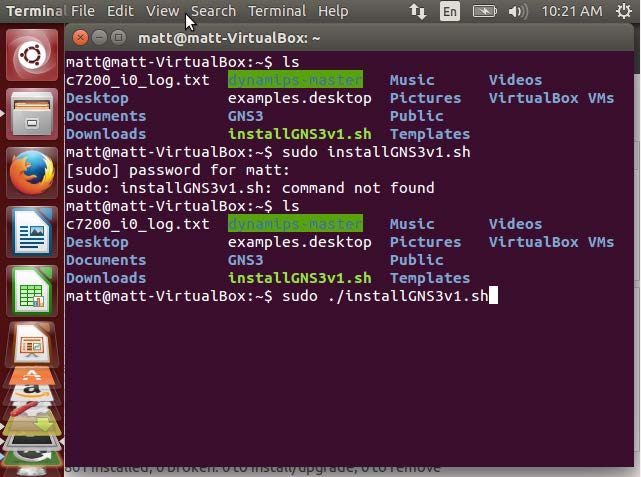 Terminal File Edit View Search Terminal Help En 10:21 AM
matt@matt-VirtualBox: ~
matt@matt-VirtualBox:~$ ls
c7200_i0_log.txt dynamips-master Music Videos
Desktop examples.desktop Pictures VirtualBox VMs
Documents GNS3 Public
Downloads installGNS3v1.sh Templates
matt@matt-VirtualBox:~$ sudo installGNS3v1.sh
[sudo] password for matt:
sudo: installGNS3v1.sh: command not found
matt@matt-VirtualBox:~$ ls
c7200_i0_log.txt dynamips-master Music Videos
Desktop examples.desktop Pictures VirtualBox VMs
Documents GNS3 Public
Downloads installGNS3v1.sh Templates
matt@matt-VirtualBox:~$ sudo ./installGNS3v1.sh
installed, 0 broken. 0 to install/upgrade, 0 to remove